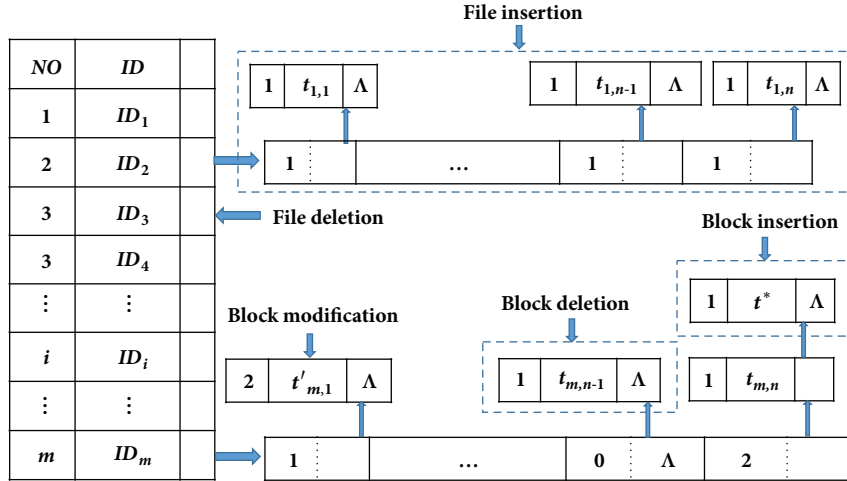 File insertion
NO ID
1 t1,1 Λ
1 t1,n-1 Λ
1 t1,n Λ
1 ID1
2 ID2
1 ... 1 1
3 ID3
File deletion
3 ID4
Block insertion
⋮ ⋮
Block modification
Block deletion
1 t* Λ
i IDi
2 t′m,1 Λ
1 tm,n-1 Λ
1 tm,n
⋮ ⋮
m IDm
1 ... 0 Λ 2